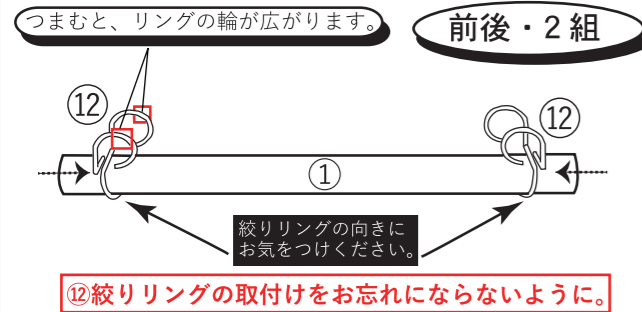 つまむと、リングの輪が広がります。
前後・2組
⑫
⑫
①
絞りリングの向きに
お気をつけください。
⑫絞りリングの取付けをお忘れにならないように。